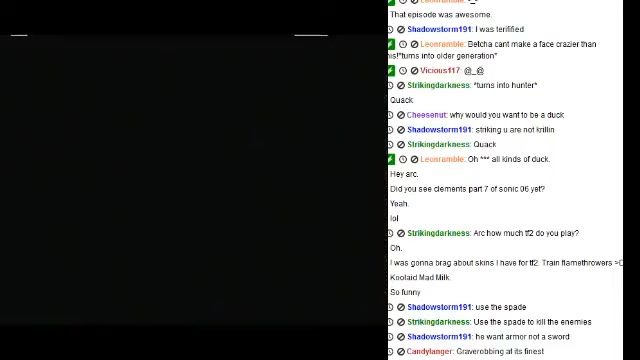 Leonramble: -_-
That episode was awesome.
Shadowstorm191: I was terifified
Leonramble: Betcha cant make a face crazier than
his!*turns into older generation*
Vicious117: @_@
Strikingdarkness: *turns into hunter*
Quack
Cheesenut: why would you want to be a duck
Shadowstorm191: striking u are not krillin
Strikingdarkness: Quack
Leonramble: Oh *** all kinds of duck.
Hey arc.
Did you see clements part 7 of sonic 06 yet?
Yeah.
lol
Strikingdarkness: Arc how much tf2 do you play?
Oh.
I was gonna brag about skins I have for tf2. Train flamethrowers >:D
Koolaid Mad Milk.
So funny
Shadowstorm191: use the spade
Strikingdarkness: Use the spade to kill the enemies
Shadowstorm191: he want armor not a sword
Candylanger: Graverobbing at its finest